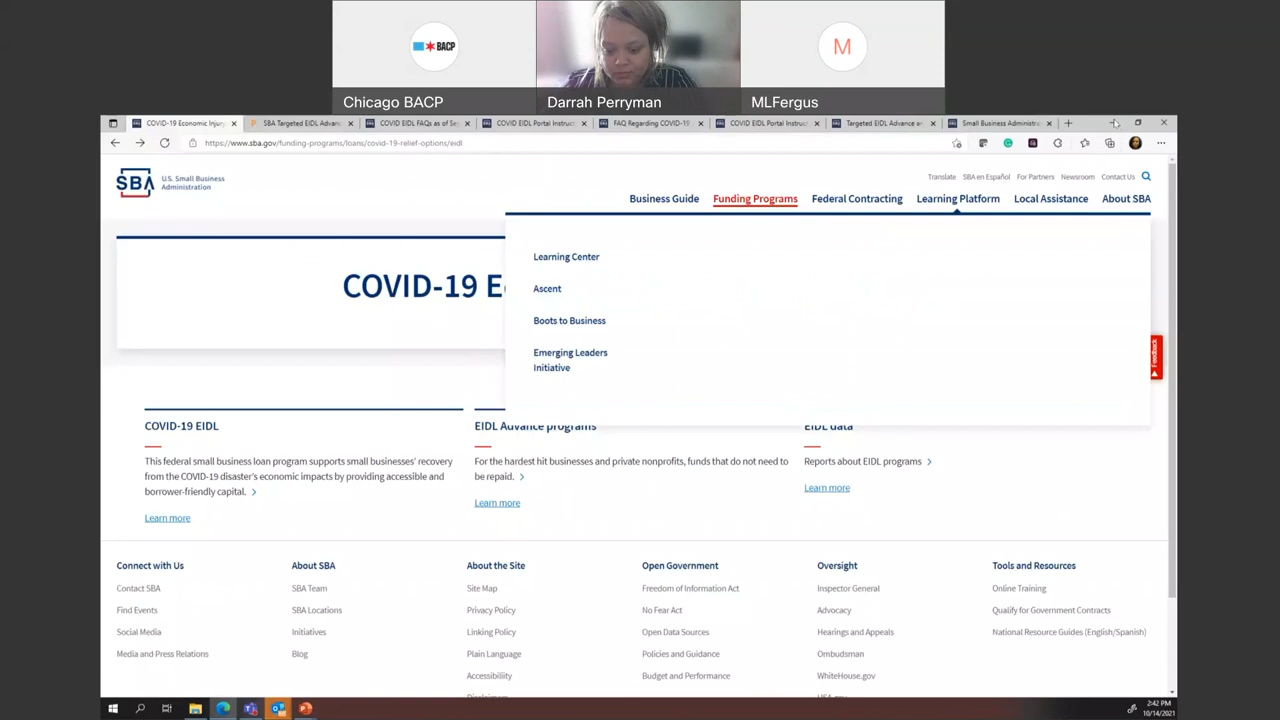 BACP
M
Chicago BACP
Darrah Perryman
MLFergus
COVID-19 Economic Injury
SBA Targeted EIDL Advanc
COVID EIDL FAQs as of Se
COVID EIDL Portal Instruct
FAQ Regarding COVID-19
COVID EIDL Portal Instruct
Targeted EIDL Advance an
Small Business Administra
https://www.sba.gov/funding-programs/loans/covid-19-relief-options/eidl
SBA
U.S. Small Business
Administration
Translate
SBA en Español
For Partners
Newsroom
Contact Us
Business Guide
Funding Programs
Federal Contracting
Learning Platform
Local Assistance
About SBA
Learning Center
Ascent
Boots to Business
Emerging Leaders
Initiative
COVID-19 E
Feedback
COVID-19 EIDL
This federal small business loan program supports small businesses' recovery
from the COVID-19 disaster's economic impacts by providing accessible and
borrower-friendly capital.
Learn more
EIDL Advance programs
For the hardest hit businesses and private nonprofits, funds that do not need to
be repaid.
Learn more
EIDL data
Reports about EIDL programs
Learn more
Connect with Us
Contact SBA
Find Events
Social Media
Media and Press Relations
About SBA
SBA Team
SBA Locations
Initiatives
Blog
About the Site
Site Map
Privacy Policy
Linking Policy
Plain Language
Accessibility
Disclaimers
Open Government
Freedom of Information Act
No Fear Act
Open Data Sources
Policies and Guidance
Budget and Performance
Oversight
Inspector General
Advocacy
Hearings and Appeals
Ombudsman
WhiteHouse.gov
USA.gov
Tools and Resources
Online Training
Qualify for Government Contracts
National Resource Guides (English/Spanish)
2:42 PM
10/14/2021